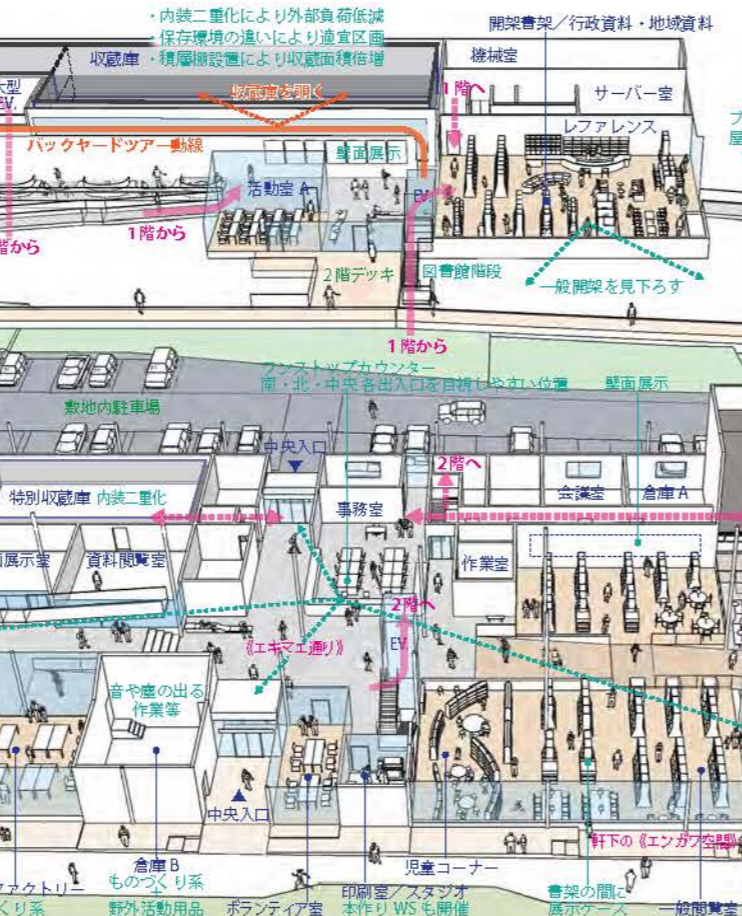 ・内装二重化により外部負荷低減
・保存環境の違いにより適宜区画
・積層棚設置により収蔵面積倍増
収蔵庫
開架書架／行政資料・地域資料
機械室
サーバー室
レファレンス
大型
EV.
1階へ
収蔵庫を覗く
バックヤードツアー動線
壁面展示
活動室 A
EV.
1階から
階から
2階デッキ
図書館階段
一般開架を見下ろす
1階から
ワンストップカウンター
南・北・中央各出入口を目視しやすい位置
壁面展示
敷地内駐車場
中央入口
2階へ
特別収蔵庫 内装二重化
事務室
会議室
倉庫 A
展示室
資料閲覧室
作業室
2階へ
《エキマエ通り》
EV.
音や塵の出る
作業等
中央入口
軒下の《エンガワ空間》
倉庫 B
ものづくり系
+
野外活動用品
ァクトリー
くり系
ボランティア室
印刷室／スタジオ
本作り WS も開催
児童コーナー
書架の間に
展示ケース
一般閲覧室